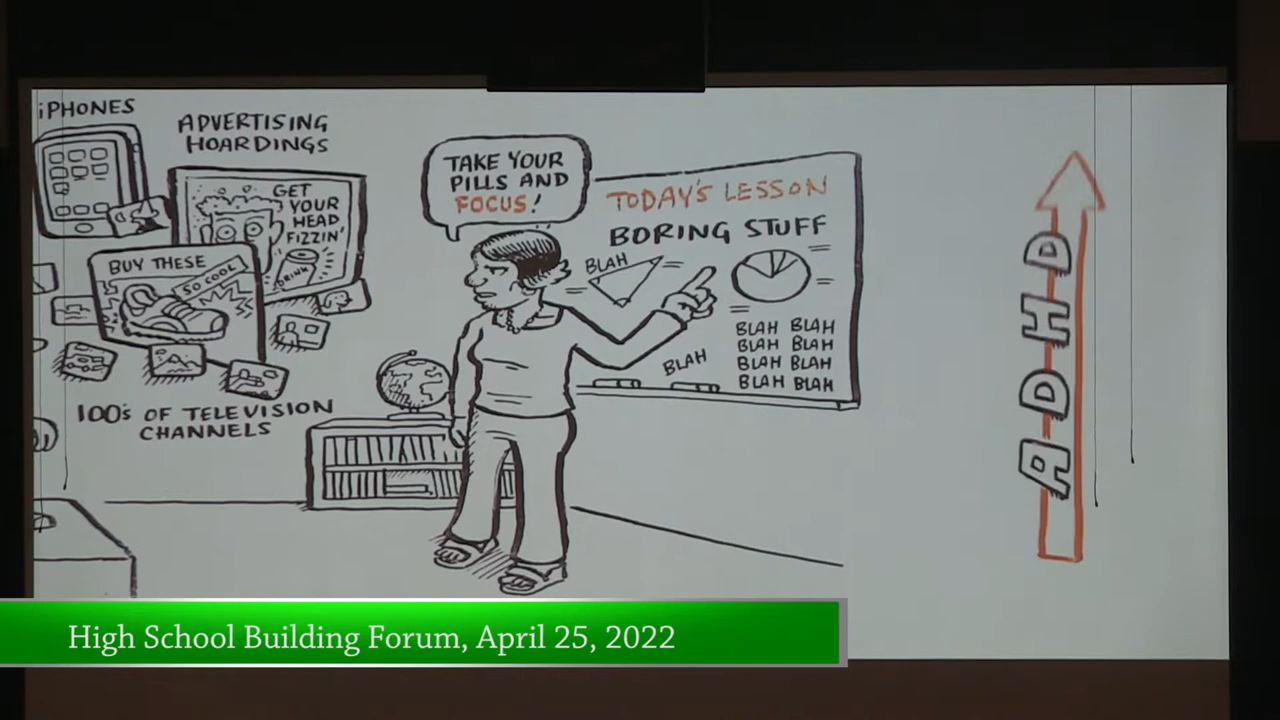 iPHONES
ADVERTISING
HOARDINGS
GET
YOUR
HEAD
FIZZIN'
DRINK
BUY THESE
SO COOL!
100's OF TELEVISION
CHANNELS
TAKE YOUR
PILLS AND
FOCUS!
TODAY'S LESSON
BORING STUFF
BLAH
BLAH
BLAH BLAH
BLAH BLAH
BLAH BLAH
BLAH BLAH
ADHD
High School Building Forum, April 25, 2022